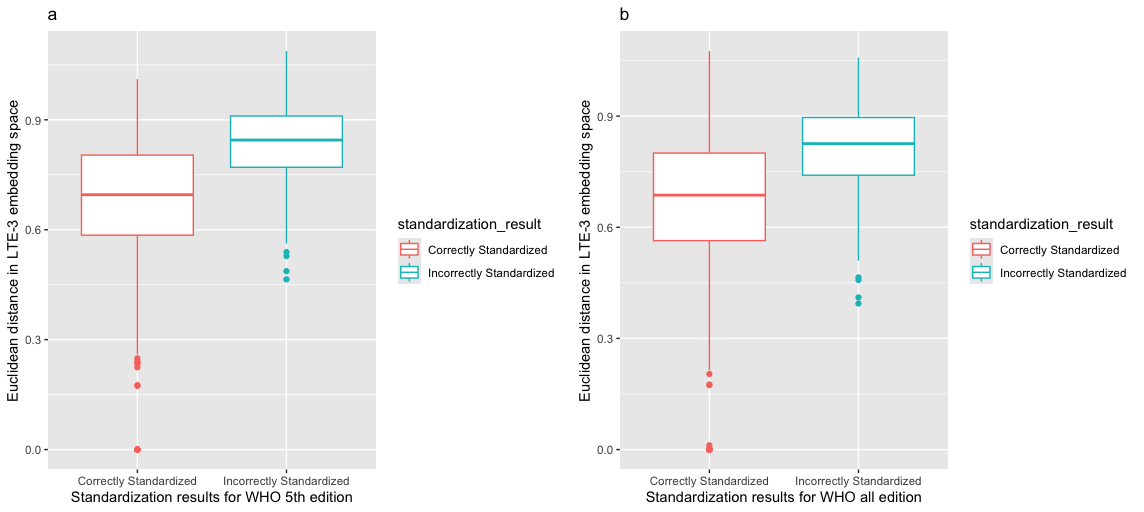 a
Euclidean distance in LTE-3 embedding space
0.9
0.6
0.3
0.0
Correctly Standardized
Incorrectly Standardized
Standardization results for WHO 5th edition
standardization_result
Correctly Standardized
Incorrectly Standardized
b
Euclidean distance in LTE-3 embedding space
0.9
0.6
0.3
0.0
Correctly Standardized
Incorrectly Standardized
Standardization results for WHO all edition
standardization_result
Correctly Standardized
Incorrectly Standardized